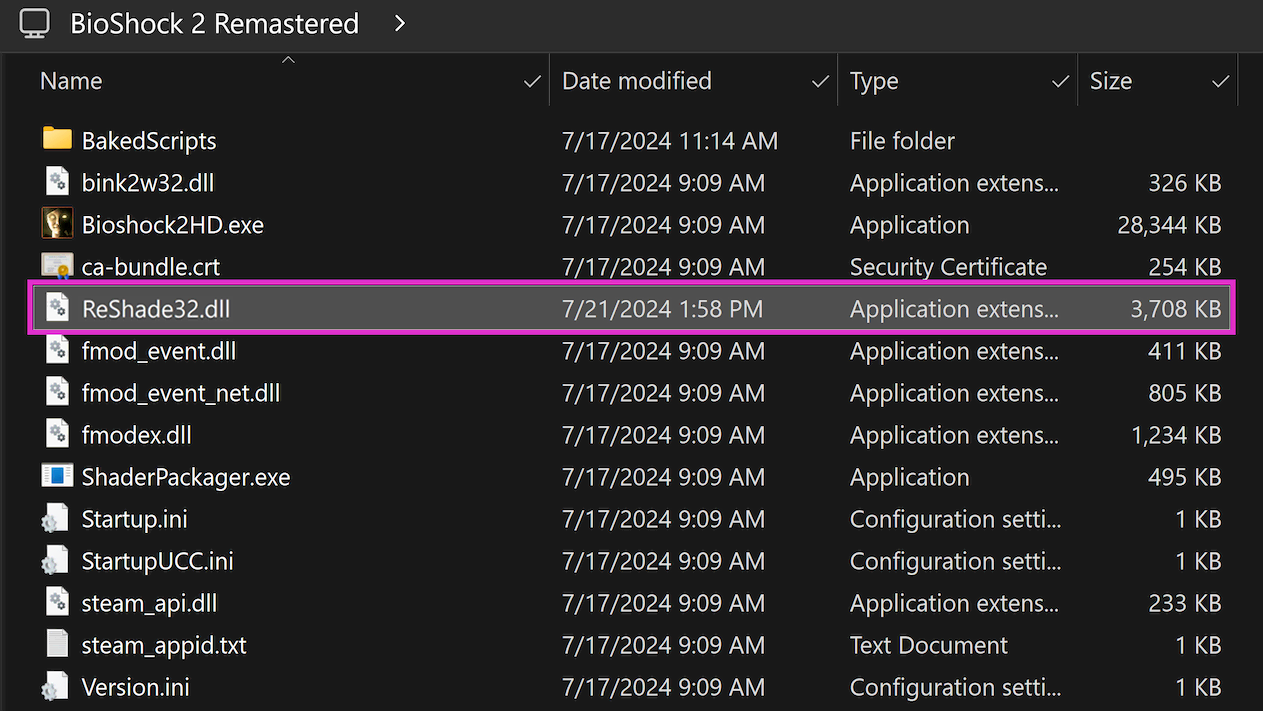 BioShock 2 Remastered
Name Date modified Type Size
BakedScripts 7/17/2024 11:14 AM File folder
bink2w32.dll 7/17/2024 9:09 AM Application extens... 326 KB
Bioshock2HD.exe 7/17/2024 9:09 AM Application 28,344 KB
ca-bundle.crt 7/17/2024 9:09 AM Security Certificate 254 KB
ReShade32.dll 7/21/2024 1:58 PM Application extens... 3,708 KB
fmod_event.dll 7/17/2024 9:09 AM Application extens... 411 KB
fmod_event_net.dll 7/17/2024 9:09 AM Application extens... 805 KB
fmodex.dll 7/17/2024 9:09 AM Application extens... 1,234 KB
ShaderPackager.exe 7/17/2024 9:09 AM Application 495 KB
Startup.ini 7/17/2024 9:09 AM Configuration setti... 1 KB
StartupUCC.ini 7/17/2024 9:09 AM Configuration setti... 1 KB
steam_api.dll 7/17/2024 9:09 AM Application extens... 233 KB
steam_appid.txt 7/17/2024 9:09 AM Text Document 1 KB
Version.ini 7/17/2024 9:09 AM Configuration setti... 1 KB